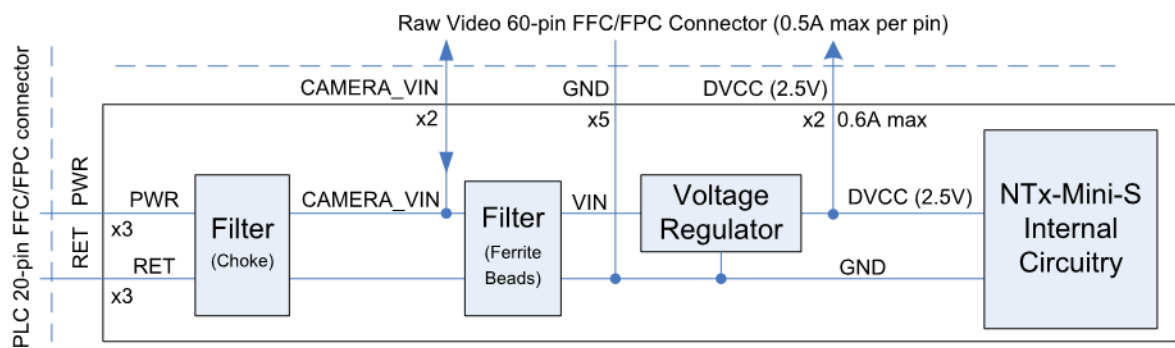 Raw Video 60-pin FFC/FPC Connector (0.5A max per pin)
PLC 20-pin FFC/FPC connector
CAMERA_VIN
GND
DVCC (2.5V)
x2
x5
x2
0.6A max
PWR
RET
PWR
x3
RET
x3
Filter
(Choke)
CAMERA_VIN
Filter
(Ferrite
Beads)
VIN
Voltage
Regulator
DVCC (2.5V)
GND
NTx-Mini-S
Internal
Circuitry